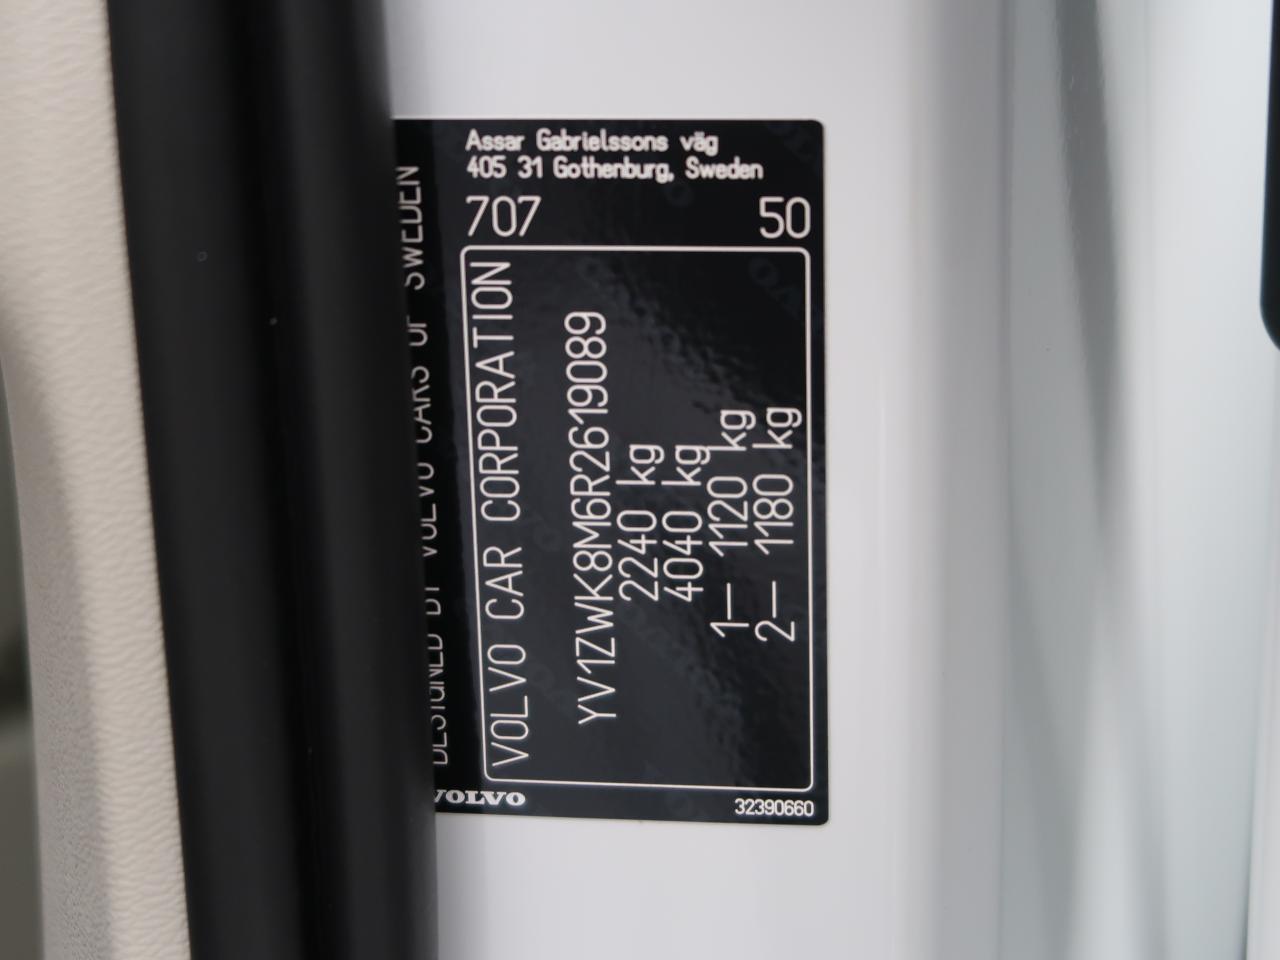 Assar Gabrielssons väg
405 31 Gothenburg, Sweden
707 50
DESIGNED BY VOLVO CARS OF SWEDEN
VOLVO CAR CORPORATION
YV1ZWK8M6R2619089
2240 kg
4040 kg
1– 1120 kg
2– 1180 kg
VOLVO
32390660